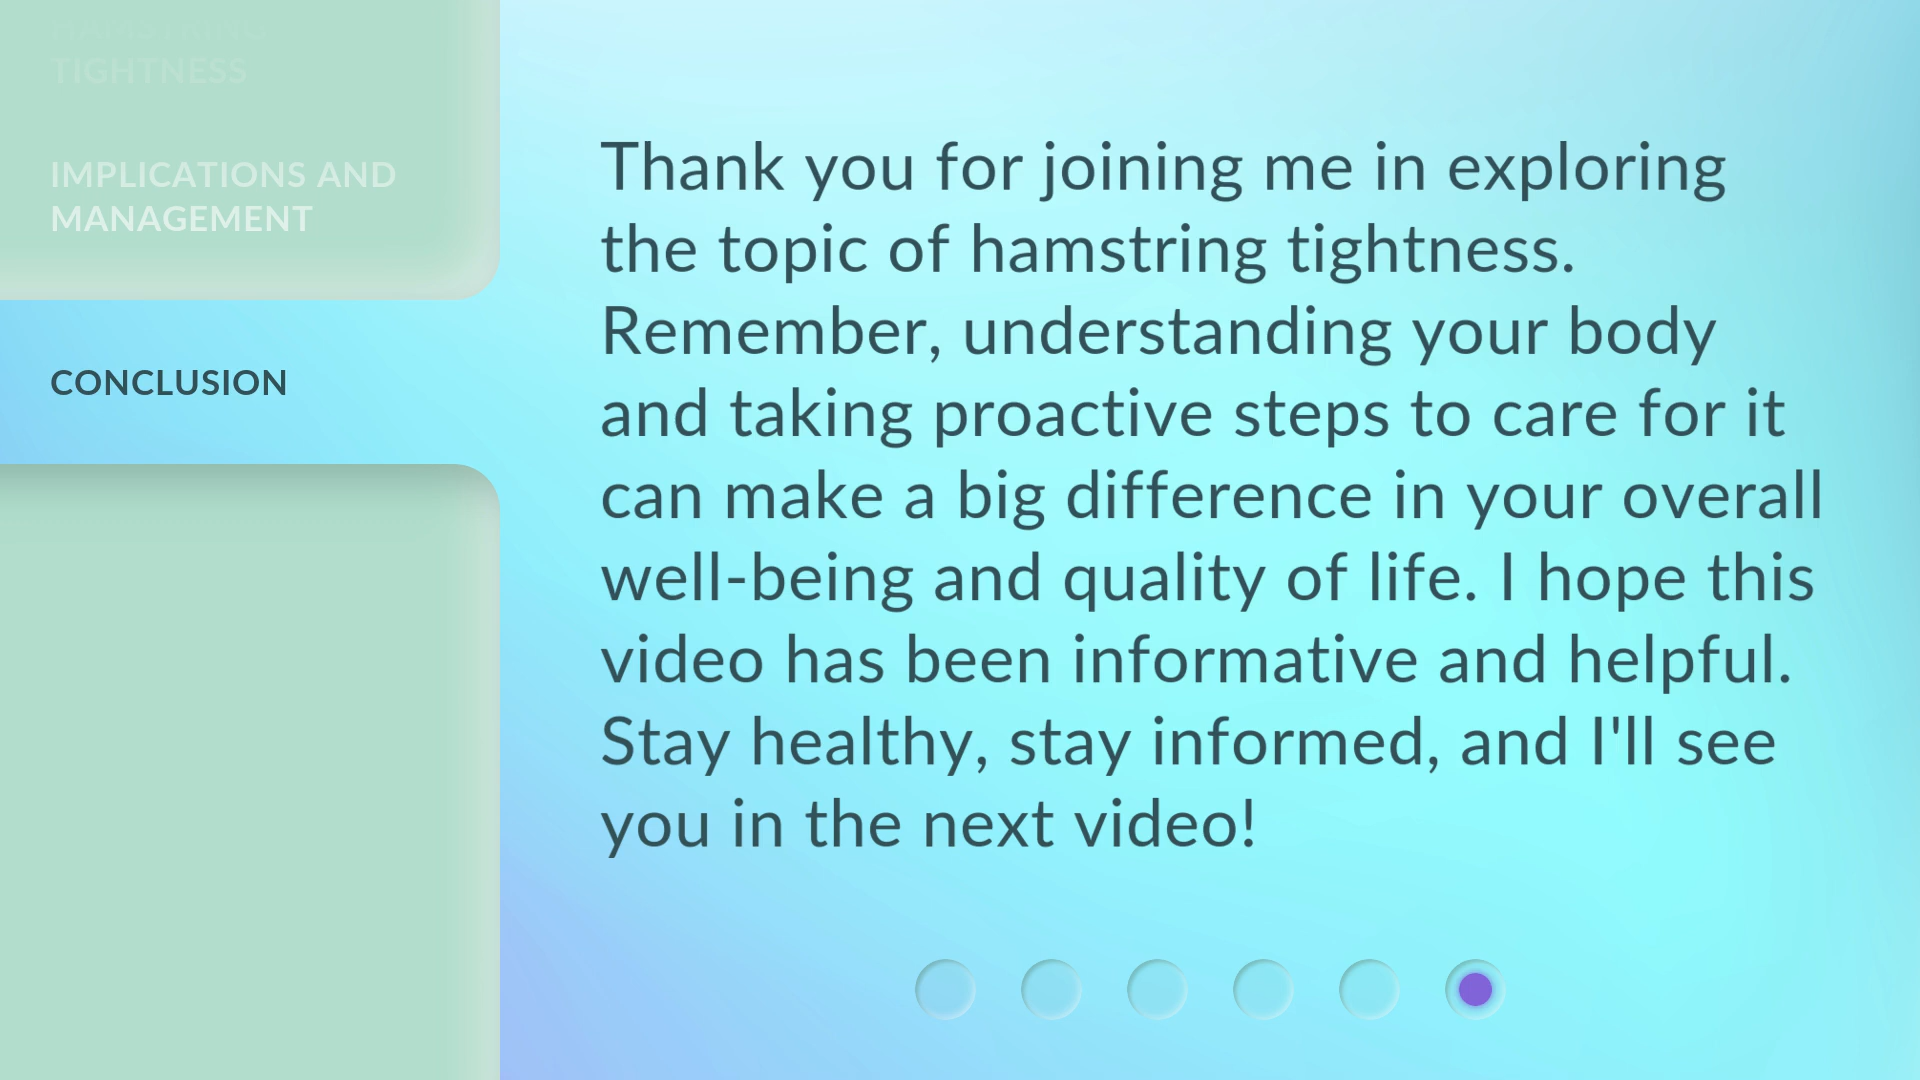 HAMSTRING
TIGHTNESS
IMPLICATIONS AND
MANAGEMENT
CONCLUSION
Thank you for joining me in exploring
the topic of hamstring tightness.
Remember, understanding your body
and taking proactive steps to care for it
can make a big difference in your overall
well-being and quality of life. I hope this
video has been informative and helpful.
Stay healthy, stay informed, and I'll see
you in the next video!